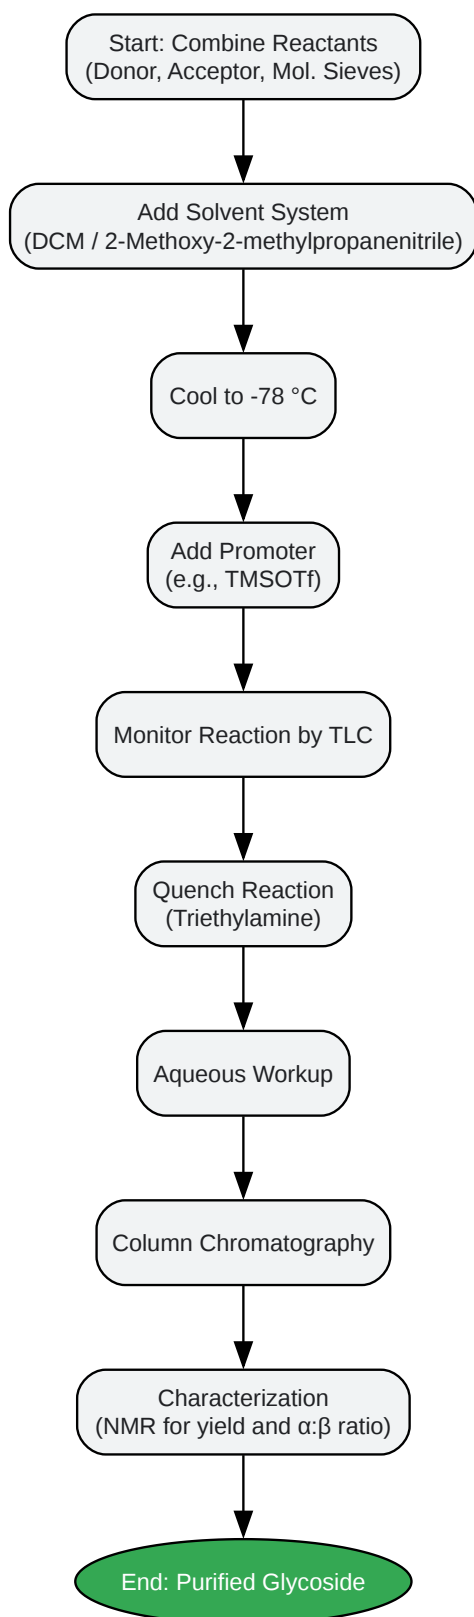 Start: Combine Reactants
(Donor, Acceptor, Mol. Sieves)
Add Solvent System
(DCM / 2-Methoxy-2-methylpropanenitrile)
Cool to -78 °C
Add Promoter
(e.g., TMSOTf)
Monitor Reaction by TLC
Quench Reaction
(Triethylamine)
Aqueous Workup
Column Chromatography
Characterization
(NMR for yield and α:β ratio)
End: Purified Glycoside